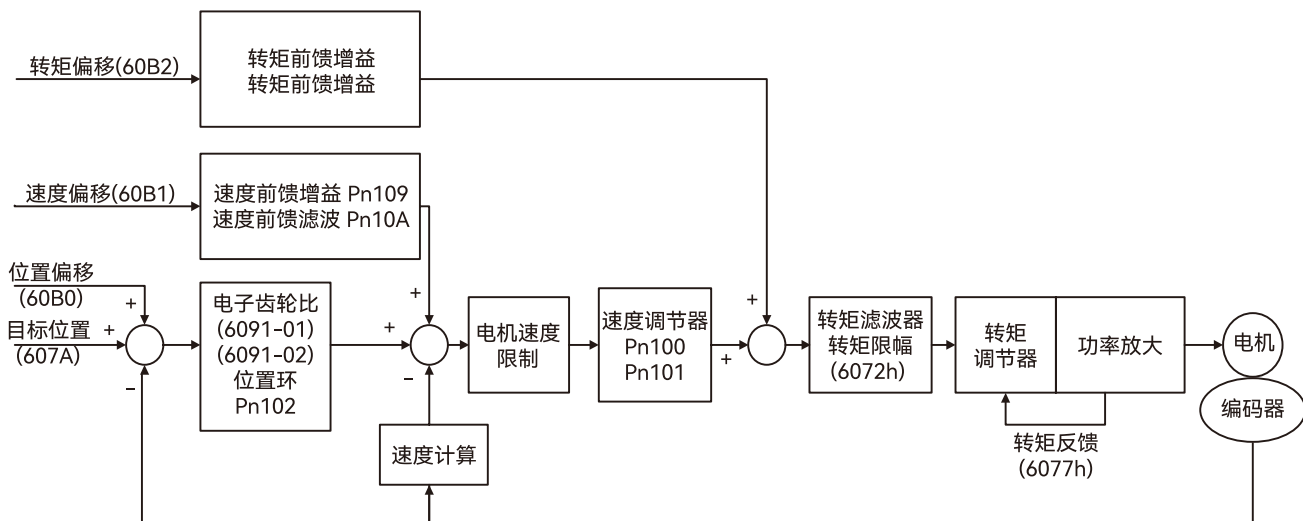 转矩偏移(60B2)
转矩前馈增益
转矩前馈增益
速度偏移(60B1)
速度前馈增益 Pn109
速度前馈滤波 Pn10A
位置偏移
(60B0)
+
目标位置
(607A)
+
-
电子齿轮比
(6091-01)
(6091-02)
位置环
Pn102
+
+
-
电机速度
限制
速度调节器
Pn100
Pn101
+
+
转矩滤波器
转矩限幅
(6072h)
转矩
调节器
功率放大
电机
编码器
转矩反馈
(6077h)
速度计算